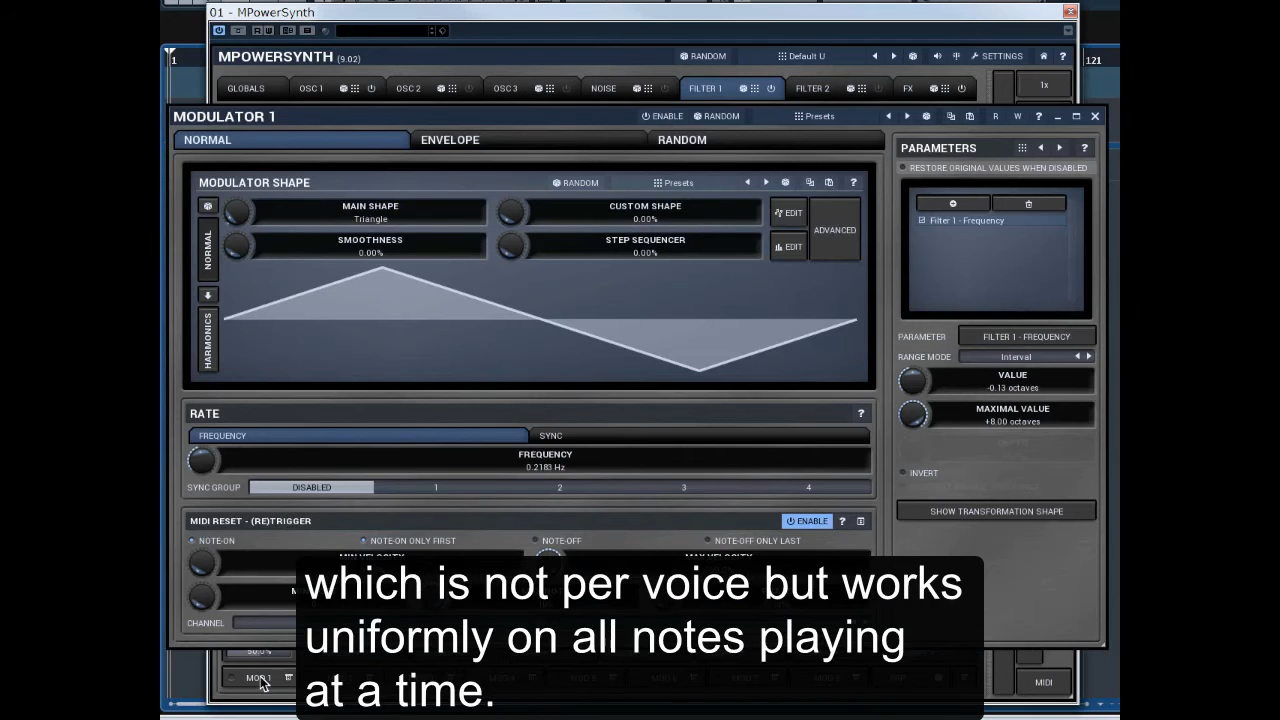 01 - MPowerSynth
R W
MPOWERSYNTH (9.02) RANDOM Default U SETTINGS ?
1 121
GLOBALS OSC 1 OSC 2 OSC 3 NOISE FILTER 1 FILTER 2 FX 1x
MODULATOR 1 ENABLE RANDOM Presets R W ?
NORMAL ENVELOPE RANDOM
PARAMETERS ?
RESTORE ORIGINAL VALUES WHEN DISABLED
MODULATOR SHAPE RANDOM Presets ?
MAIN SHAPE
Triangle
CUSTOM SHAPE
0.00%
EDIT
ADVANCED
SMOOTHNESS
0.00%
STEP SEQUENCER
0.00%
EDIT
NORMAL
HARMONICS
Filter 1 - Frequency
PARAMETER FILTER 1 - FREQUENCY
RANGE MODE Interval
VALUE
-0.13 octaves
MAXIMAL VALUE
+8.00 octaves
INVERT
SHOW TRANSFORMATION SHAPE
RATE ?
FREQUENCY SYNC
FREQUENCY
0.2183 Hz
SYNC GROUP DISABLED 1 2 3 4
MIDI RESET - (RE)TRIGGER ENABLE ?
NOTE-ON NOTE-ON ONLY FIRST NOTE-OFF NOTE-OFF ONLY LAST
CHANNEL
which is not per voice but works
uniformly on all notes playing
at a time.
50.0%
MOD 1
MIDI